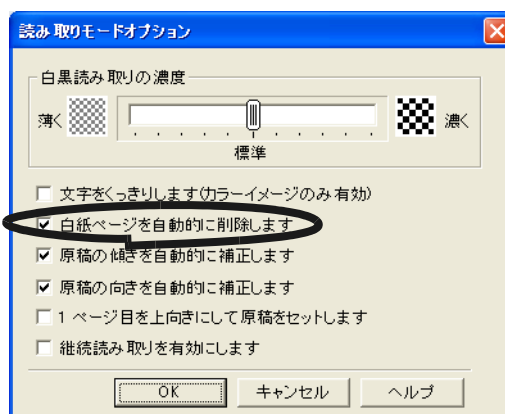 読み取りモードオプション
白黒読み取りの濃度
薄く 濃く
標準
文字をくっきりします(カラーイメージのみ有効)
白紙ページを自動的に削除します
原稿の傾きを自動的に補正します
原稿の向きを自動的に補正します
1 ページ目を上向きにして原稿をセットします
継続読み取りを有効にします
OK キャンセル ヘルプ